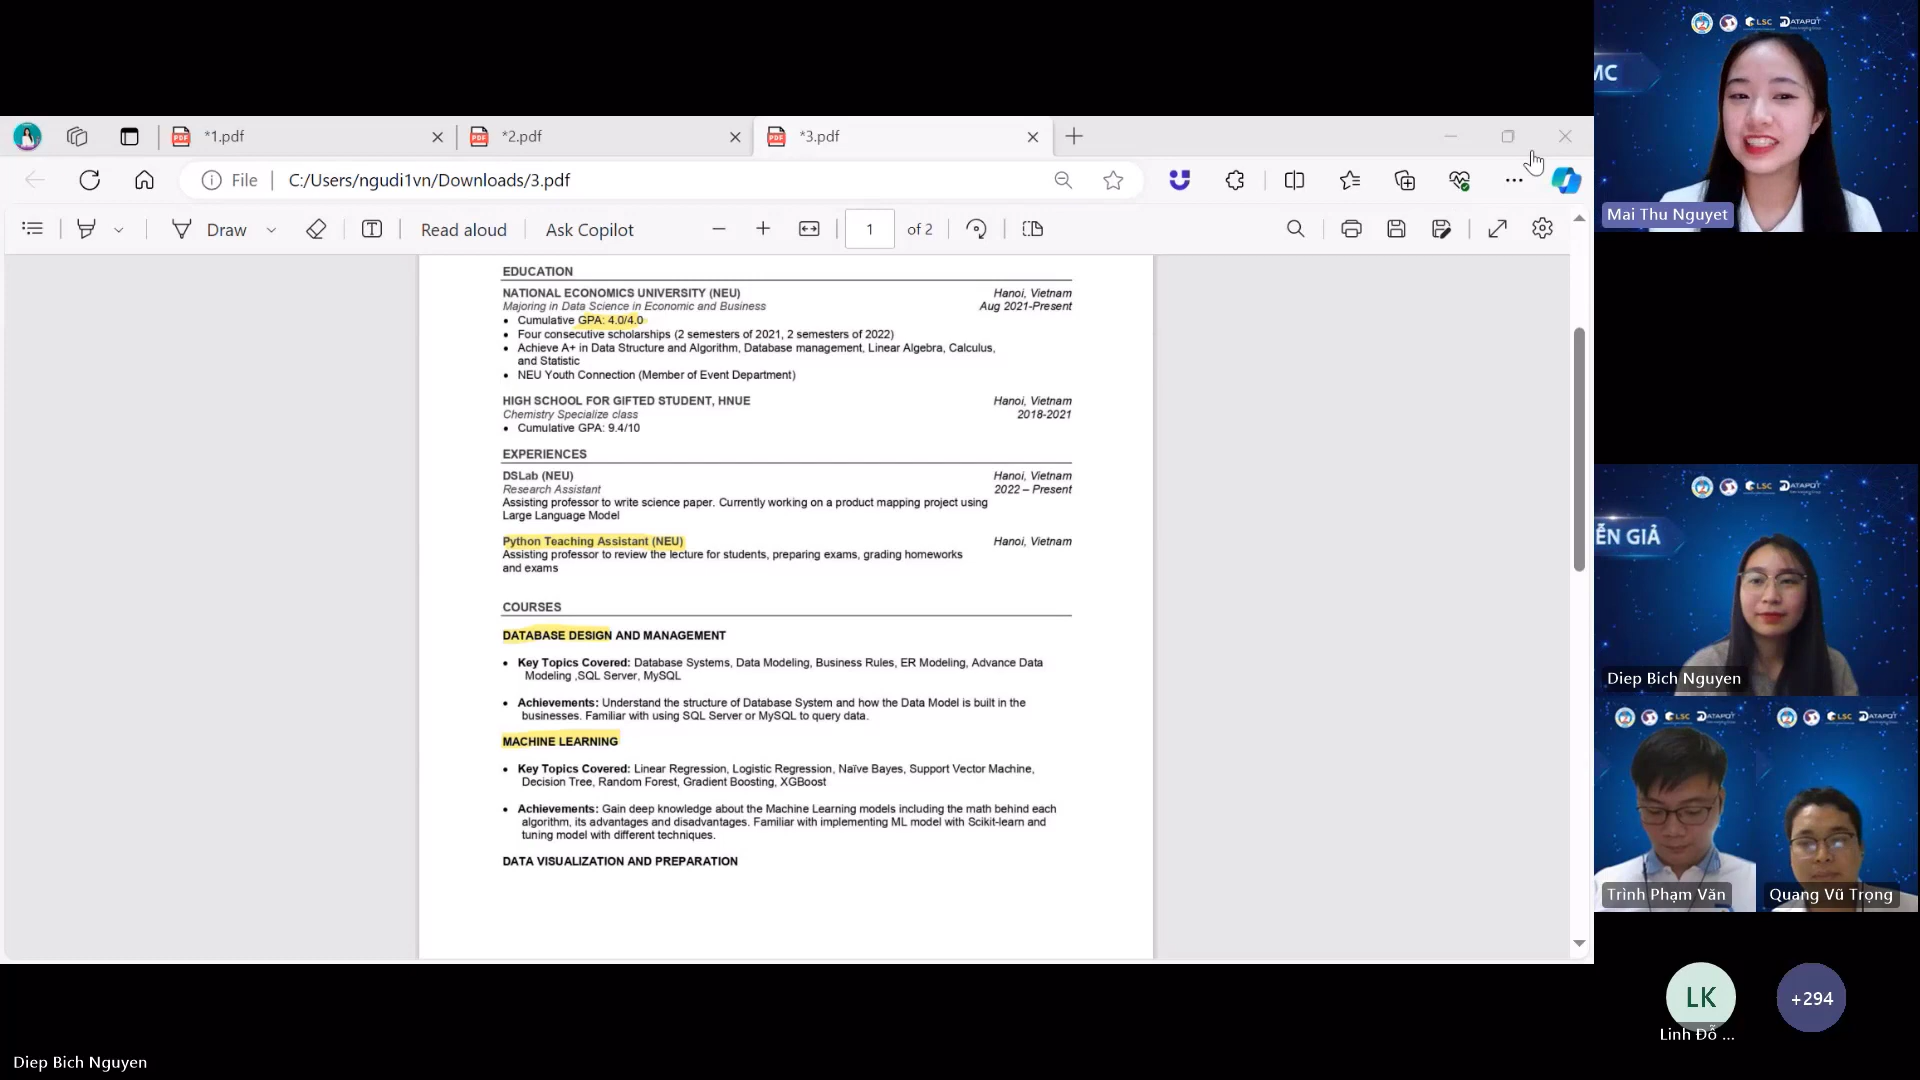 *1.pdf
*2.pdf
*3.pdf
File
C:/Users/ngudi1vn/Downloads/3.pdf
Draw
Read aloud
Ask Copilot
1
of 2
EDUCATION
NATIONAL ECONOMICS UNIVERSITY (NEU) Hanoi, Vietnam
Majoring in Data Science in Economic and Business Aug 2021-Present
• Cumulative GPA: 4.0/4.0
• Four consecutive scholarships (2 semesters of 2021, 2 semesters of 2022)
• Achieve A+ in Data Structure and Algorithm, Database management, Linear Algebra, Calculus,
and Statistic
• NEU Youth Connection (Member of Event Department)
HIGH SCHOOL FOR GIFTED STUDENT, HNUE Hanoi, Vietnam
Chemistry Specialize class 2018-2021
• Cumulative GPA: 9.4/10
EXPERIENCES
DSLab (NEU) Hanoi, Vietnam
Research Assistant 2022 – Present
Assisting professor to write science paper. Currently working on a product mapping project using
Large Language Model
Python Teaching Assistant (NEU) Hanoi, Vietnam
Assisting professor to review the lecture for students, preparing exams, grading homeworks
and exams
COURSES
DATABASE DESIGN AND MANAGEMENT
• Key Topics Covered: Database Systems, Data Modeling, Business Rules, ER Modeling, Advance Data
Modeling ,SQL Server, MySQL
• Achievements: Understand the structure of Database System and how the Data Model is built in the
businesses. Familiar with using SQL Server or MySQL to query data.
MACHINE LEARNING
• Key Topics Covered: Linear Regression, Logistic Regression, Naïve Bayes, Support Vector Machine,
Decision Tree, Random Forest, Gradient Boosting, XGBoost
• Achievements: Gain deep knowledge about the Machine Learning models including the math behind each
algorithm, its advantages and disadvantages. Familiar with implementing ML model with Scikit-learn and
tuning model with different techniques.
DATA VISUALIZATION AND PREPARATION
Diep Bich Nguyen
LSC DATAPOT
MC
Mai Thu Nguyet
LSC DATAPOT
ỄN GIẢ
Diep Bich Nguyen
LSC DATAPOT
Trình Phạm Văn
LSC DATAPOT
Quang Vũ Trọng
LK
Linh Đỗ ...
+294